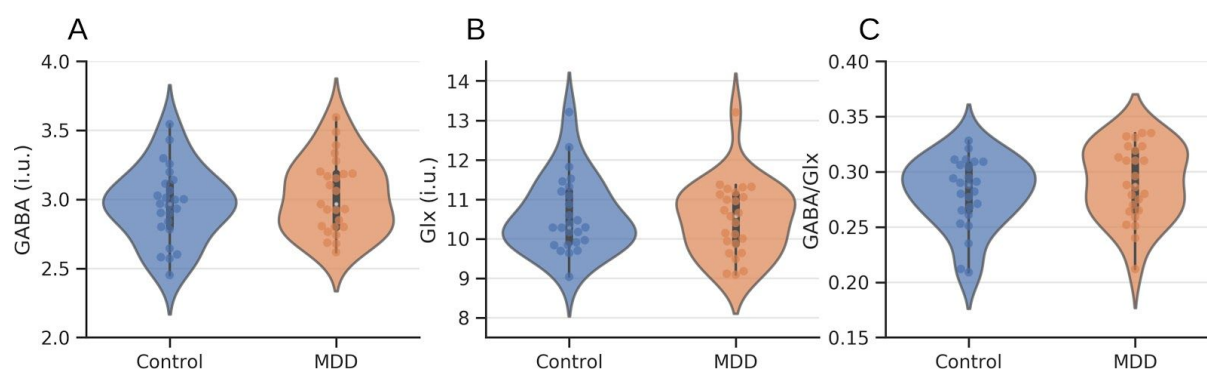 A
GABA (i.u.)
4.0
3.5
3.0
2.5
2.0
Control
MDD
B
Glx (i.u.)
14
13
12
11
10
9
8
Control
MDD
C
GABA/Glx
0.40
0.35
0.30
0.25
0.20
0.15
Control
MDD